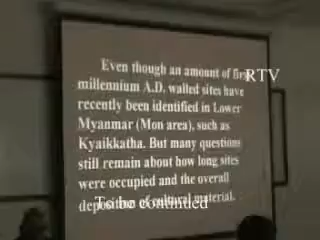 Even though an amount of first
RTV
millennium A.D. walled sites have
recently been identified in Lower
Myanmar (Mon area), such as
Kyaikkatha. But many questions
still remain about how long sites
were occupied and the overall
deposition of cultural material.
To be continued